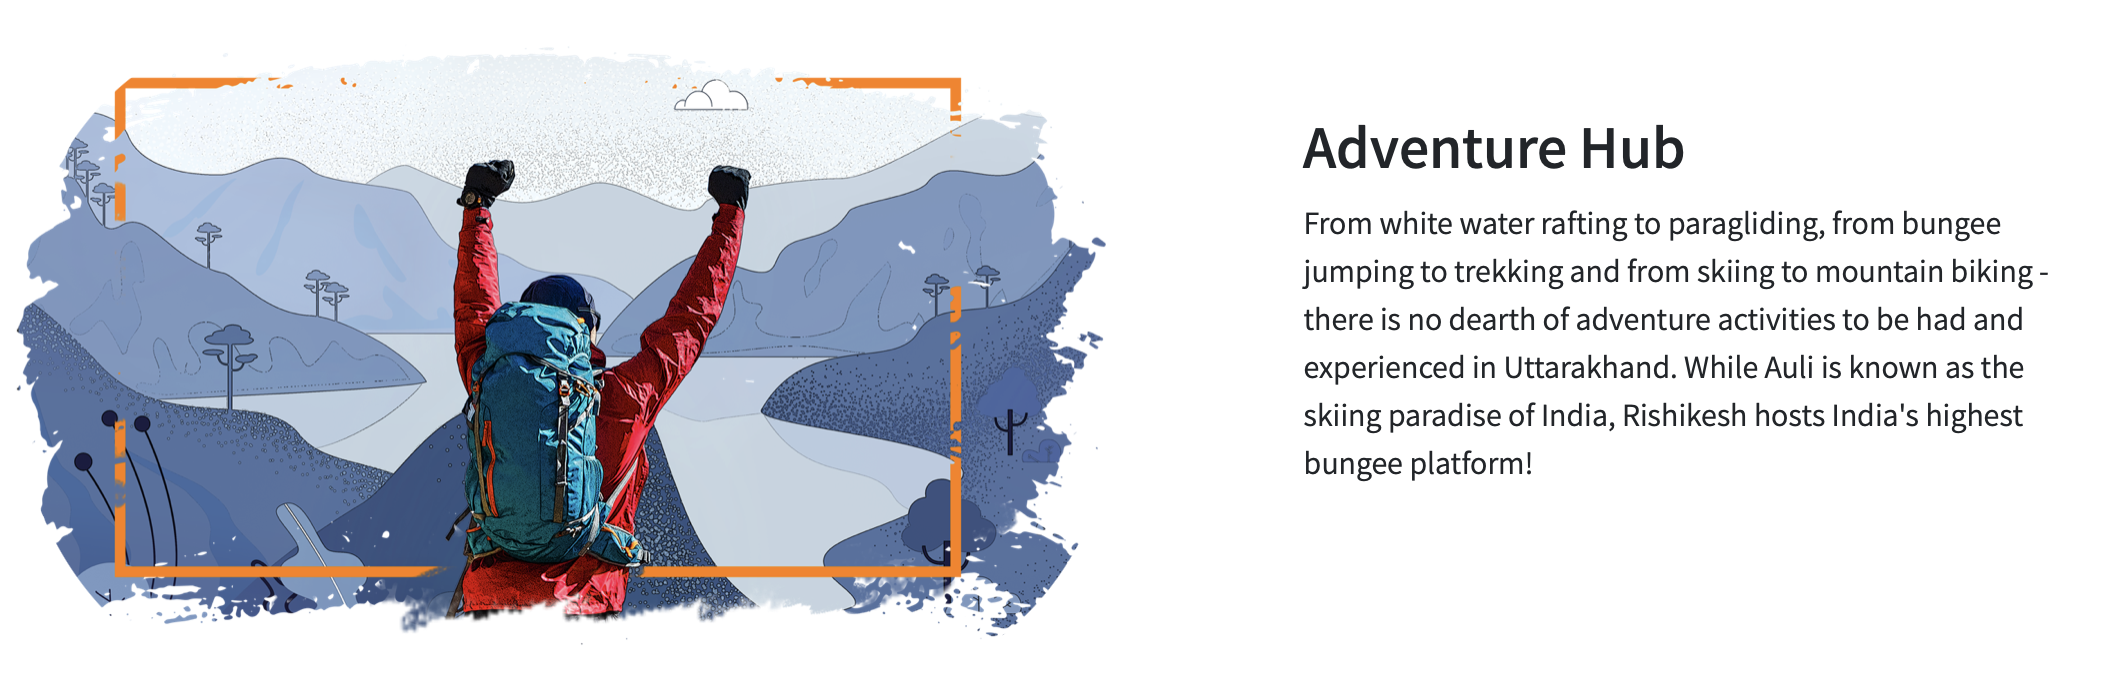 Adventure Hub
From white water rafting to paragliding, from bungee
jumping to trekking and from skiing to mountain biking -
there is no dearth of adventure activities to be had and
experienced in Uttarakhand. While Auli is known as the
skiing paradise of India, Rishikesh hosts India's highest
bungee platform!